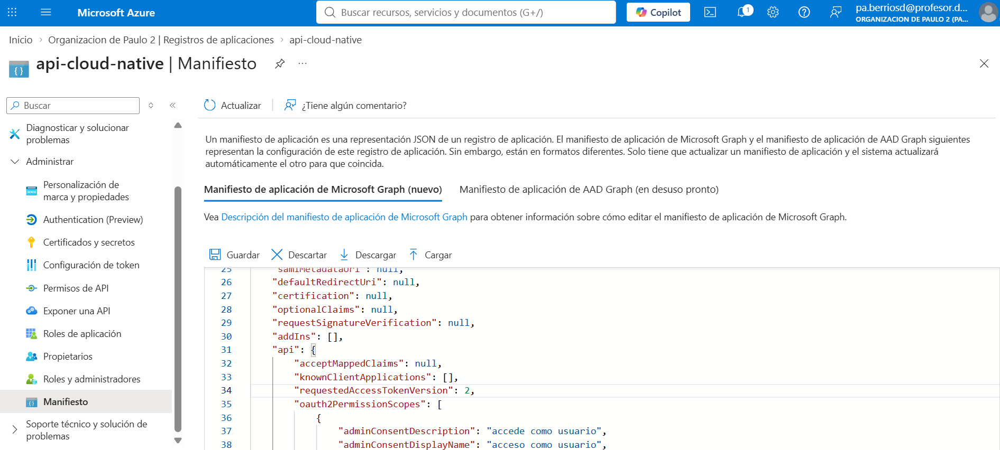 Microsoft Azure
Buscar recursos, servicios y documentos (G+/)
Copilot
1
pa.berriosd@profesor.d...
ORGANIZACION DE PAULO 2 (PA...
Inicio > Organizacion de Paulo 2 | Registros de aplicaciones > api-cloud-native
api-cloud-native | Manifiesto
...
Buscar
Diagnosticar y solucionar
problemas
Administrar
Personalización de
marca y propiedades
Authentication (Preview)
Certificados y secretos
Configuración de token
Permisos de API
Exponer una API
Roles de aplicación
Propietarios
Roles y administradores
Manifiesto
Soporte técnico y solución de
problemas
Actualizar
¿Tiene algún comentario?
Un manifiesto de aplicación es una representación JSON de un registro de aplicación. El manifiesto de aplicación de Microsoft Graph y el manifiesto de aplicación de AAD Graph siguientes
representan la configuración de este registro de aplicación. Sin embargo, están en formatos diferentes. Solo tiene que actualizar un manifiesto de aplicación y el sistema actualizará
automáticamente el otro para que coincida.
Manifiesto de aplicación de Microsoft Graph (nuevo)
Manifiesto de aplicación de AAD Graph (en desuso pronto)
Vea Descripción del manifiesto de aplicación de Microsoft Graph para obtener información sobre cómo editar el manifiesto de aplicación de Microsoft Graph.
Guardar
Descartar
Descargar
Cargar
25 "samlMetadataUrl": null,
26 "defaultRedirectUri": null,
27 "certification": null,
28 "optionalClaims": null,
29 "requestSignatureVerification": null,
30 "addIns": [],
31 "api": {
32 "acceptMappedClaims": null,
33 "knownClientApplications": [],
34 "requestedAccessTokenVersion": 2,
35 "oauth2PermissionScopes": [
36 {
37 "adminConsentDescription": "accede como usuario",
38 "adminConsentDisplayName": "acceso como usuario",